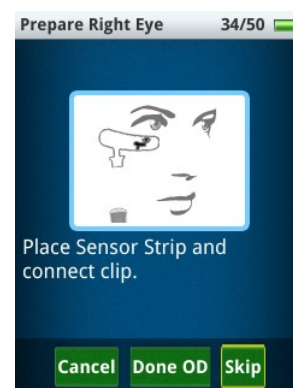 Prepare Right Eye 34/50
Place Sensor Strip and
connect clip.
Cancel Done OD Skip